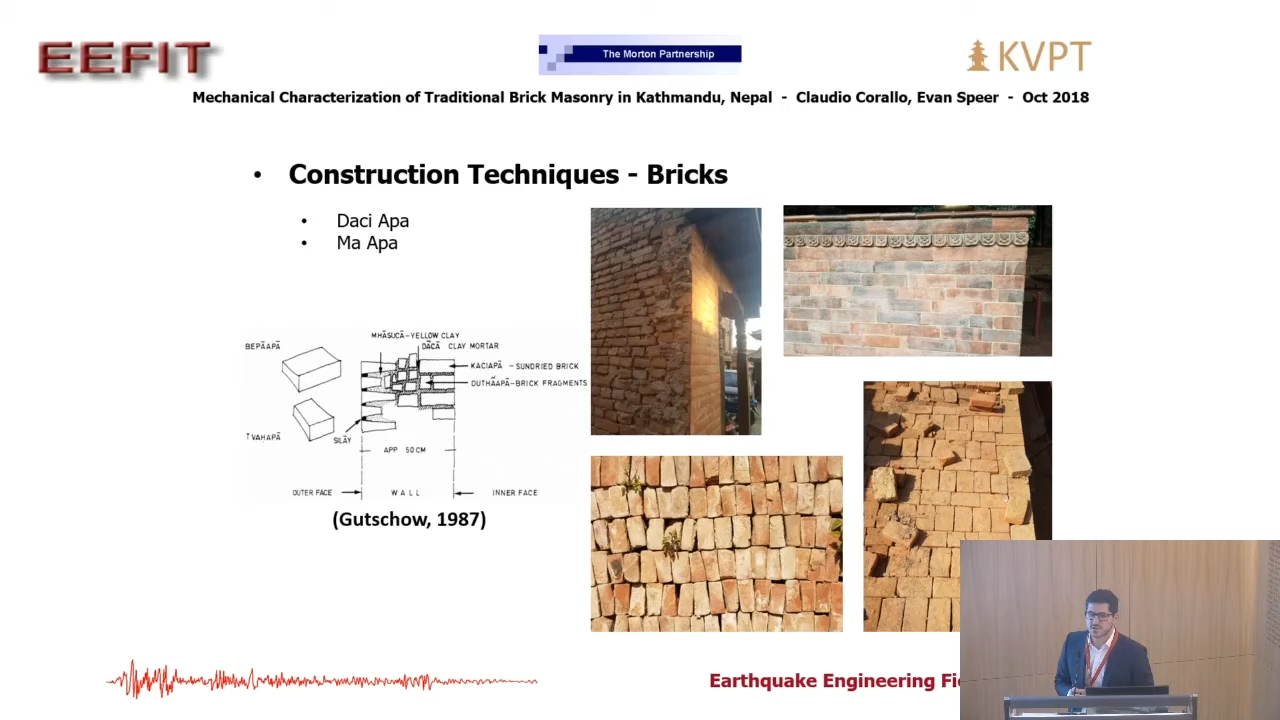 EEFIT
The Morton Partnership
KVPT
Mechanical Characterization of Traditional Brick Masonry in Kathmandu, Nepal - Claudio Corallo, Evan Speer - Oct 2018
• Construction Techniques - Bricks
• Daci Apa
• Ma Apa
MHĀSUCĀ-YELLOW CLAY
BEPĀAPĀ
DĀCĀ CLAY MORTAR
KACIAPĀ - SUNDRIED BRICK
DUTHĀAPĀ-BRICK FRAGMENTS
TVAHAPĀ
SILĀY
APP 50 CM
OUTER FACE
WALL
INNER FACE
(Gutschow, 1987)
Earthquake Engineering Fi